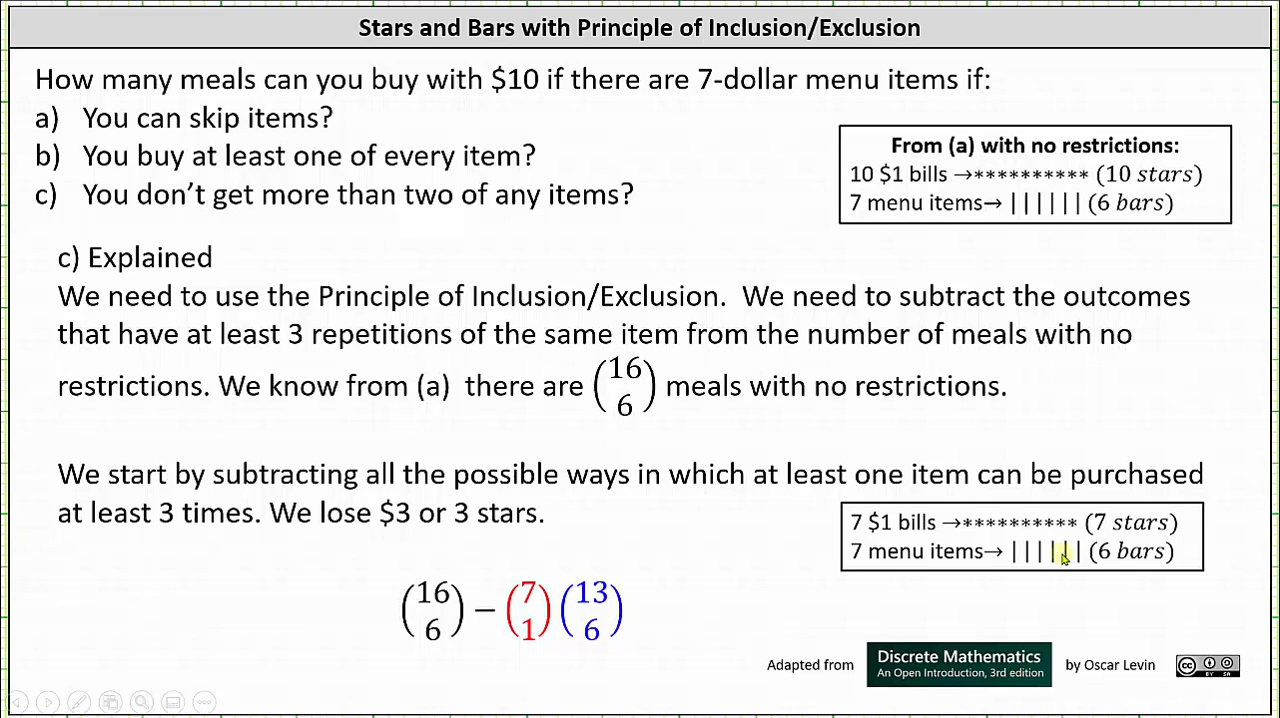 Stars and Bars with Principle of Inclusion/Exclusion
How many meals can you buy with $10 if there are 7-dollar menu items if:
a) You can skip items?
b) You buy at least one of every item?
c) You don’t get more than two of any items?
From (a) with no restrictions:
10 $1 bills →********** (10 stars)
7 menu items→ | | | | | | (6 bars)
c) Explained
We need to use the Principle of Inclusion/Exclusion. We need to subtract the outcomes
that have at least 3 repetitions of the same item from the number of meals with no
restrictions. We know from (a) there are (16 6) meals with no restrictions.
We start by subtracting all the possible ways in which at least one item can be purchased
at least 3 times. We lose $3 or 3 stars.
7 $1 bills →********** (7 stars)
7 menu items→ | | | | | | (6 bars)
(16 6) − (7 1) (13 6)
Adapted from
Discrete Mathematics
An Open Introduction, 3rd edition
by Oscar Levin
CC BY SA